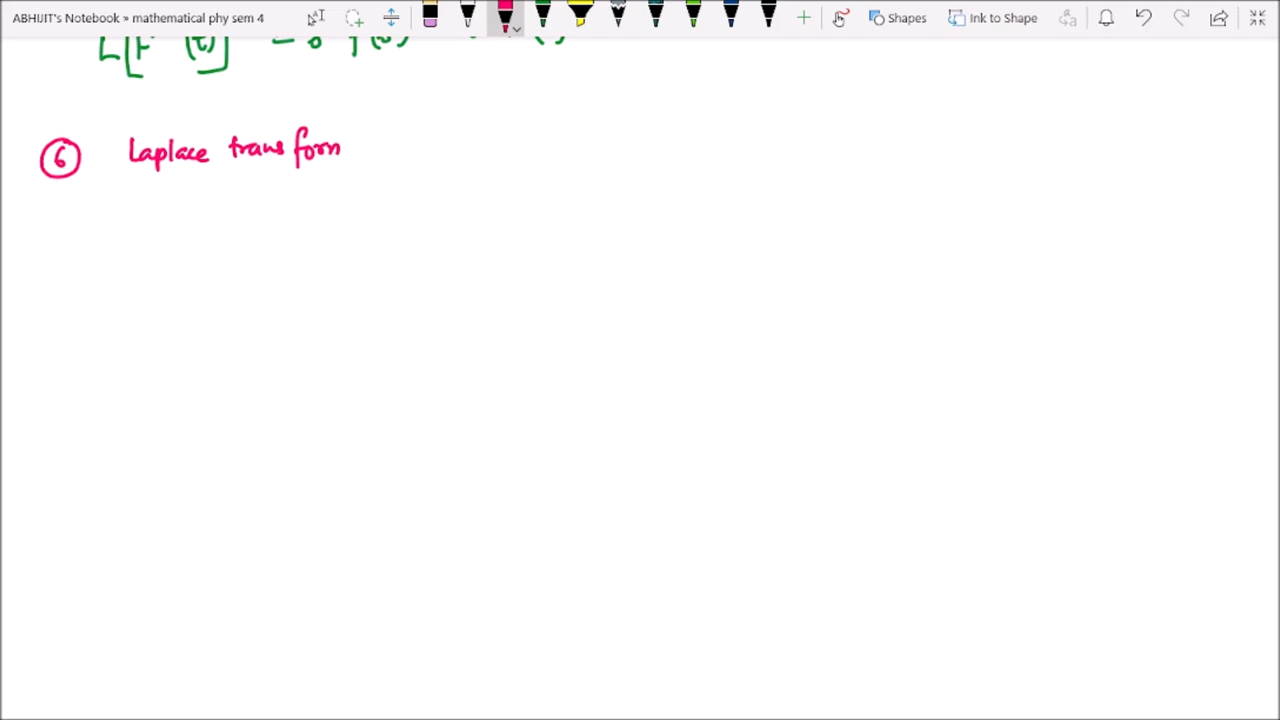 ABHIJIT's Notebook » mathematical phy sem 4
Shapes
Ink to Shape
⑥ Laplace transform